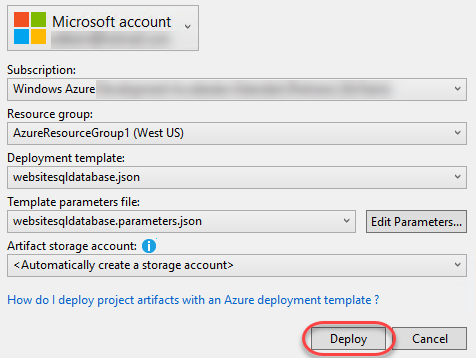 Microsoft account
Subscription:
Windows Azure
Resource group:
AzureResourceGroup1 (West US)
Deployment template:
websitesqldatabase.json
Template parameters file:
websitesqldatabase.parameters.json
Edit Parameters...
Artifact storage account:
<Automatically create a storage account>
How do I deploy project artifacts with an Azure deployment template ?
Deploy
Cancel